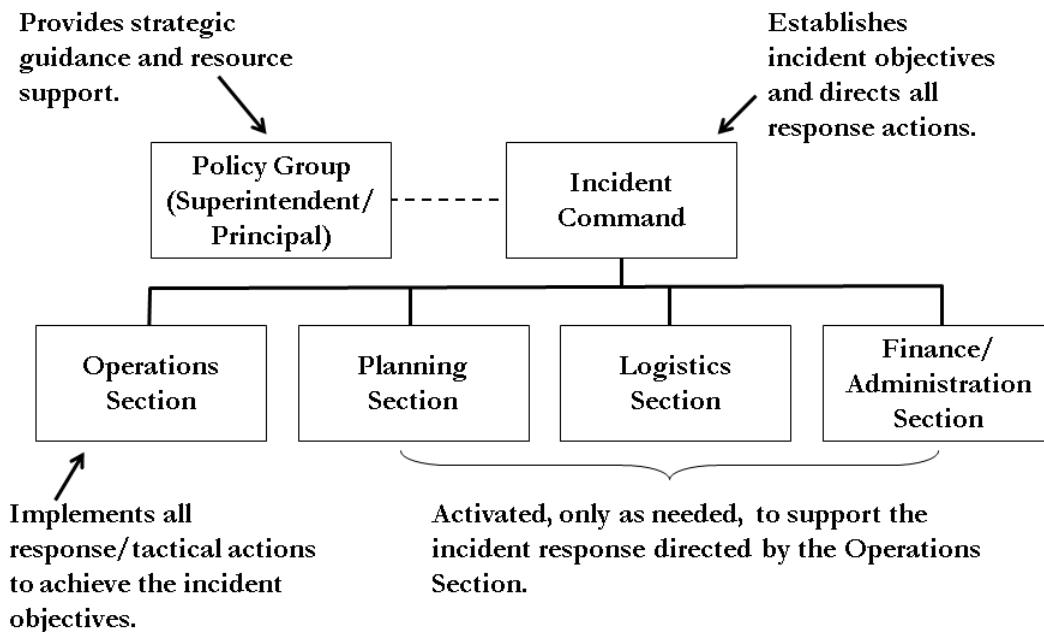 Provides strategic
guidance and resource
support.
Establishes
incident objectives
and directs all
response actions.
Policy Group
(Superintendent/
Principal)
Incident
Command
Operations
Section
Planning
Section
Logistics
Section
Finance/
Administration
Section
Implements all
response/tactical actions
to achieve the incident
objectives.
Activated, only as needed, to support the
incident response directed by the Operations
Section.